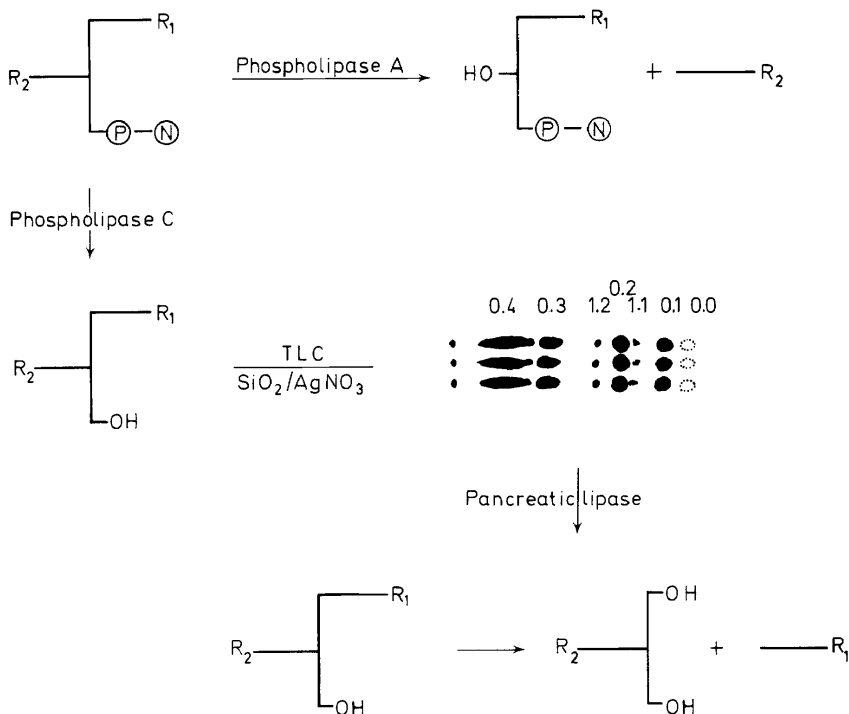 R₁ R₁
R₂ Phospholipase A HO + R₂
Ⓟ Ⓝ Ⓟ Ⓝ
Phospholipase C
0.2
0.4 0.3 1.2 1.1 0.1 0.0
R₁
R₂ TLC
SiO₂/AgNO₃
OH
Pancreatic lipase
R₁ OH
R₂ R₂ + R₁
OH OH